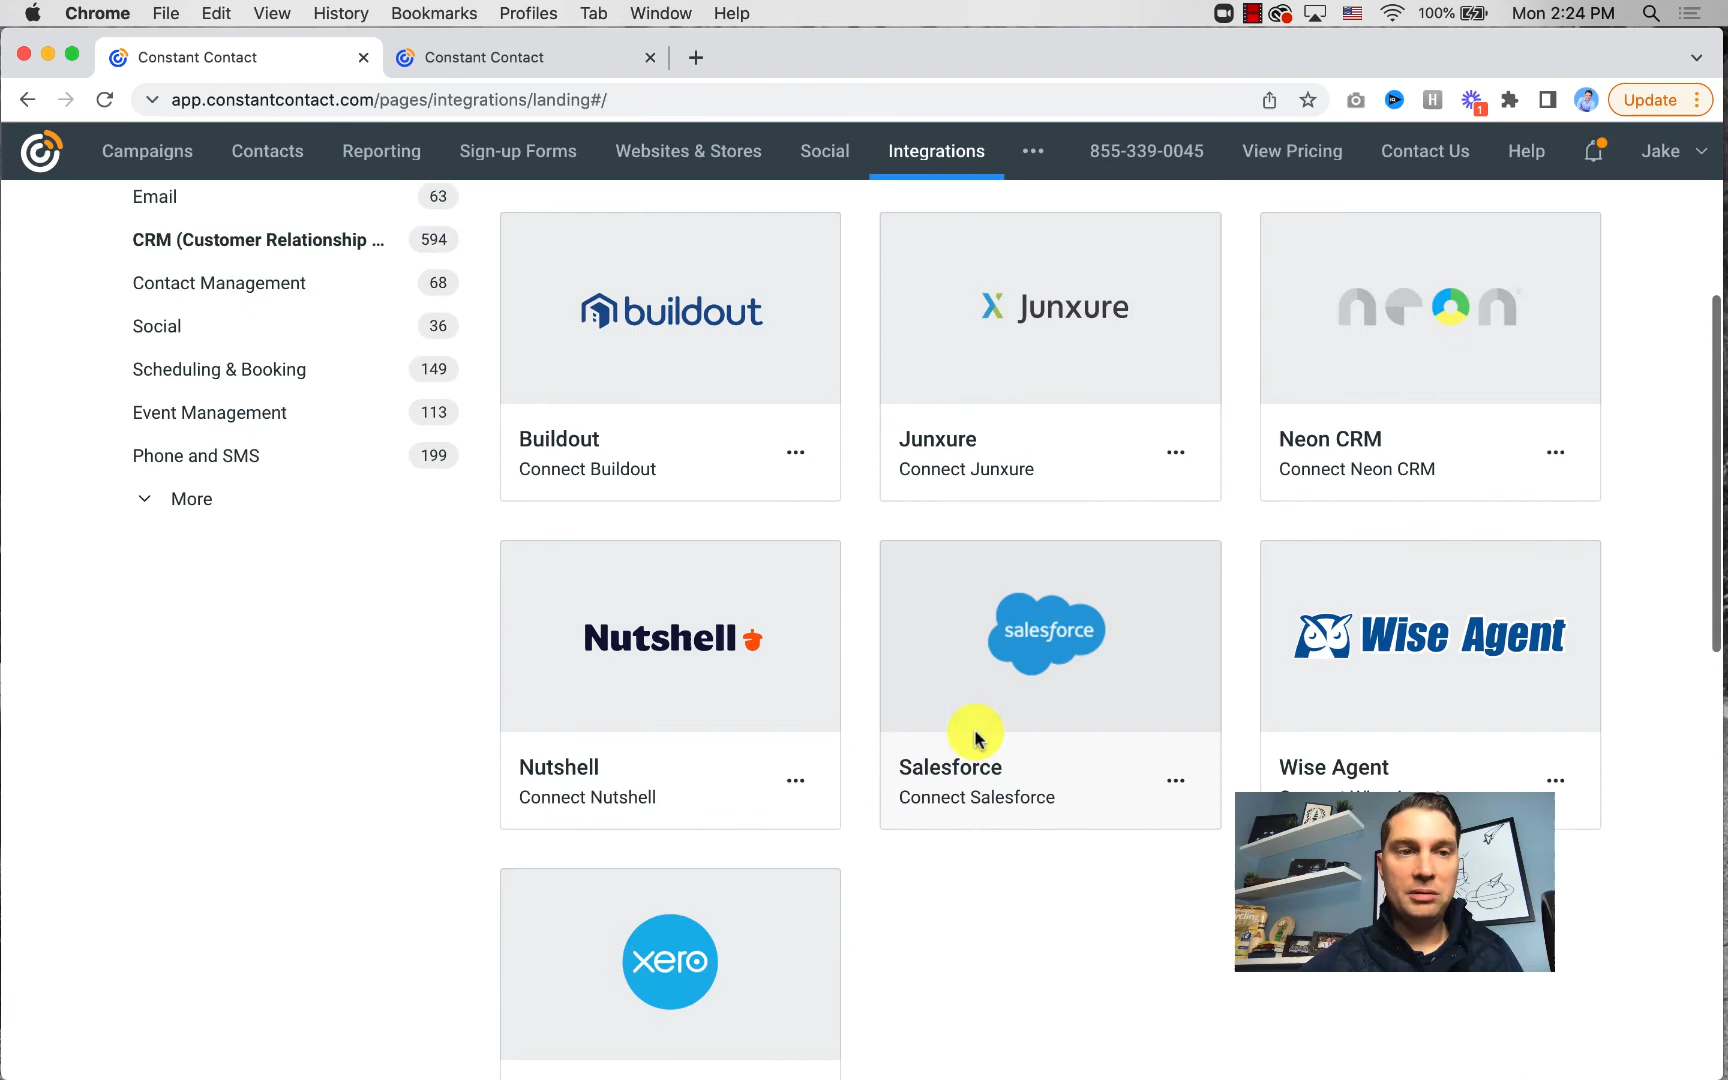 Chrome File Edit View History Bookmarks Profiles Tab Window Help 100% Mon 2:24 PM
Constant Contact Constant Contact
app.constantcontact.com/pages/integrations/landing#/ H 1 Update
Campaigns Contacts Reporting Sign-up Forms Websites & Stores Social Integrations ••• 855-339-0045 View Pricing Contact Us Help Jake
Email 63
CRM (Customer Relationship ... 594
Contact Management 68
Social 36
Scheduling & Booking 149
Event Management 113
Phone and SMS 199
More
buildout Junxure neon
Buildout Junxure Neon CRM
Connect Buildout Connect Junxure Connect Neon CRM
Nutshell salesforce Wise Agent
Nutshell Salesforce Wise Agent
Connect Nutshell Connect Salesforce
xero